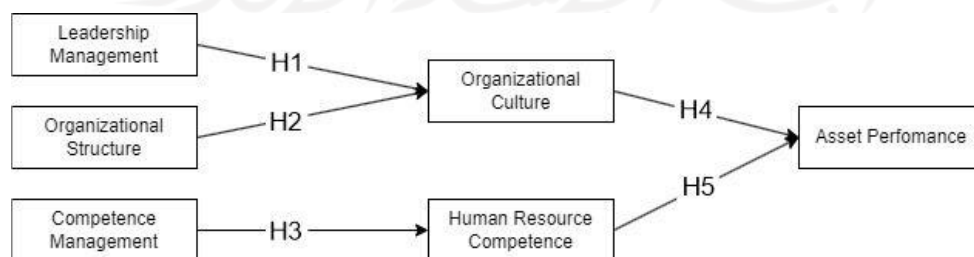 Leadership
Management
H1
Organizational
Culture
Organizational
Structure
H2
H4
Asset Perfomance
H5
Competence
Management
H3
Human Resource
Competence